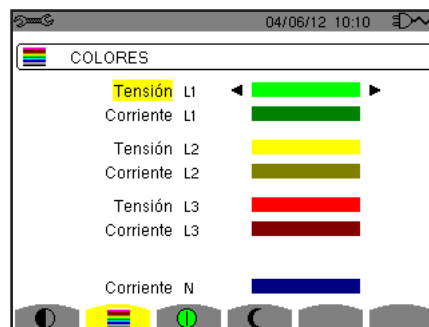 04/06/12 10:10
COLORES
Tensión L1
Corriente L1
Tensión L2
Corriente L2
Tensión L3
Corriente L3
Corriente N